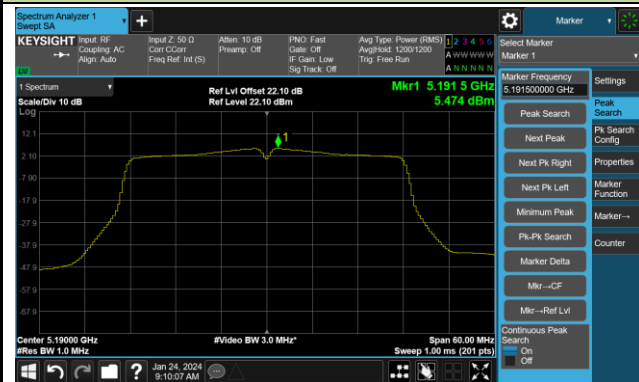 Spectrum Analyzer 1
Swept SA
Marker
KEYSIGHT
Input: RF
Coupling: AC
Align: Auto
Input Z: 50 Ω
Corr CCorr
Freq Ref: Int (S)
Atten: 10 dB
Preamp: Off
PNO: Fast
Gate: Off
IF Gain: Low
Sig Track: Off
Avg Type: Power (RMS)
Avg|Hold: 1200/1200
Trig: Free Run
1 2 3 4 5 6
A W W W W W
A N N N N N
LXI
1 Spectrum
Scale/Div 10 dB
Ref Lvl Offset 22.10 dB
Ref Level 22.10 dBm
Mkr1 5.191 5 GHz
5.474 dBm
Log
1
12.1
2.10
-7.90
-17.9
-27.9
-37.9
-47.9
-57.9
-67.9
Center 5.19000 GHz
#Res BW 1.0 MHz
#Video BW 3.0 MHz*
Span 60.00 MHz
Sweep 1.00 ms (201 pts)
Select Marker
Marker 1
Marker Frequency
5.191500000 GHz
Peak Search
Next Peak
Next Pk Right
Next Pk Left
Minimum Peak
Pk-Pk Search
Marker Delta
Mkr→CF
Mkr→Ref Lvl
Continuous Peak
Search
On
Off
Settings
Peak
Search
Pk Search
Config
Properties
Marker
Function
Marker→
Counter
Jan 24, 2024
9:10:07 AM